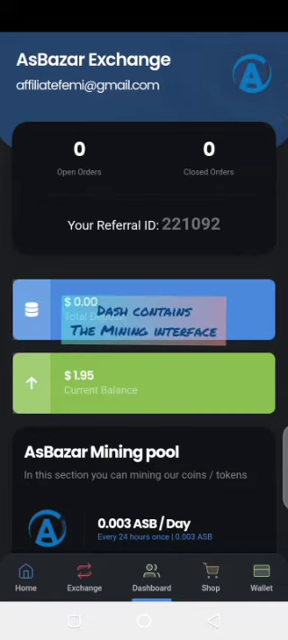 AsBazar Exchange
affiliatefemi@gmail.com
0
0
Open Orders
Closed Orders
Your Referral ID: 221092
$ 0.00
Total Deposit
Dash contains
The Mining interface
$ 1.95
Current Balance
AsBazar Mining pool
In this section you can mining our coins / tokens
0.003 ASB / Day
Every 24 hours once | 0.003 ASB
Home
Exchange
Dashboard
Shop
Wallet